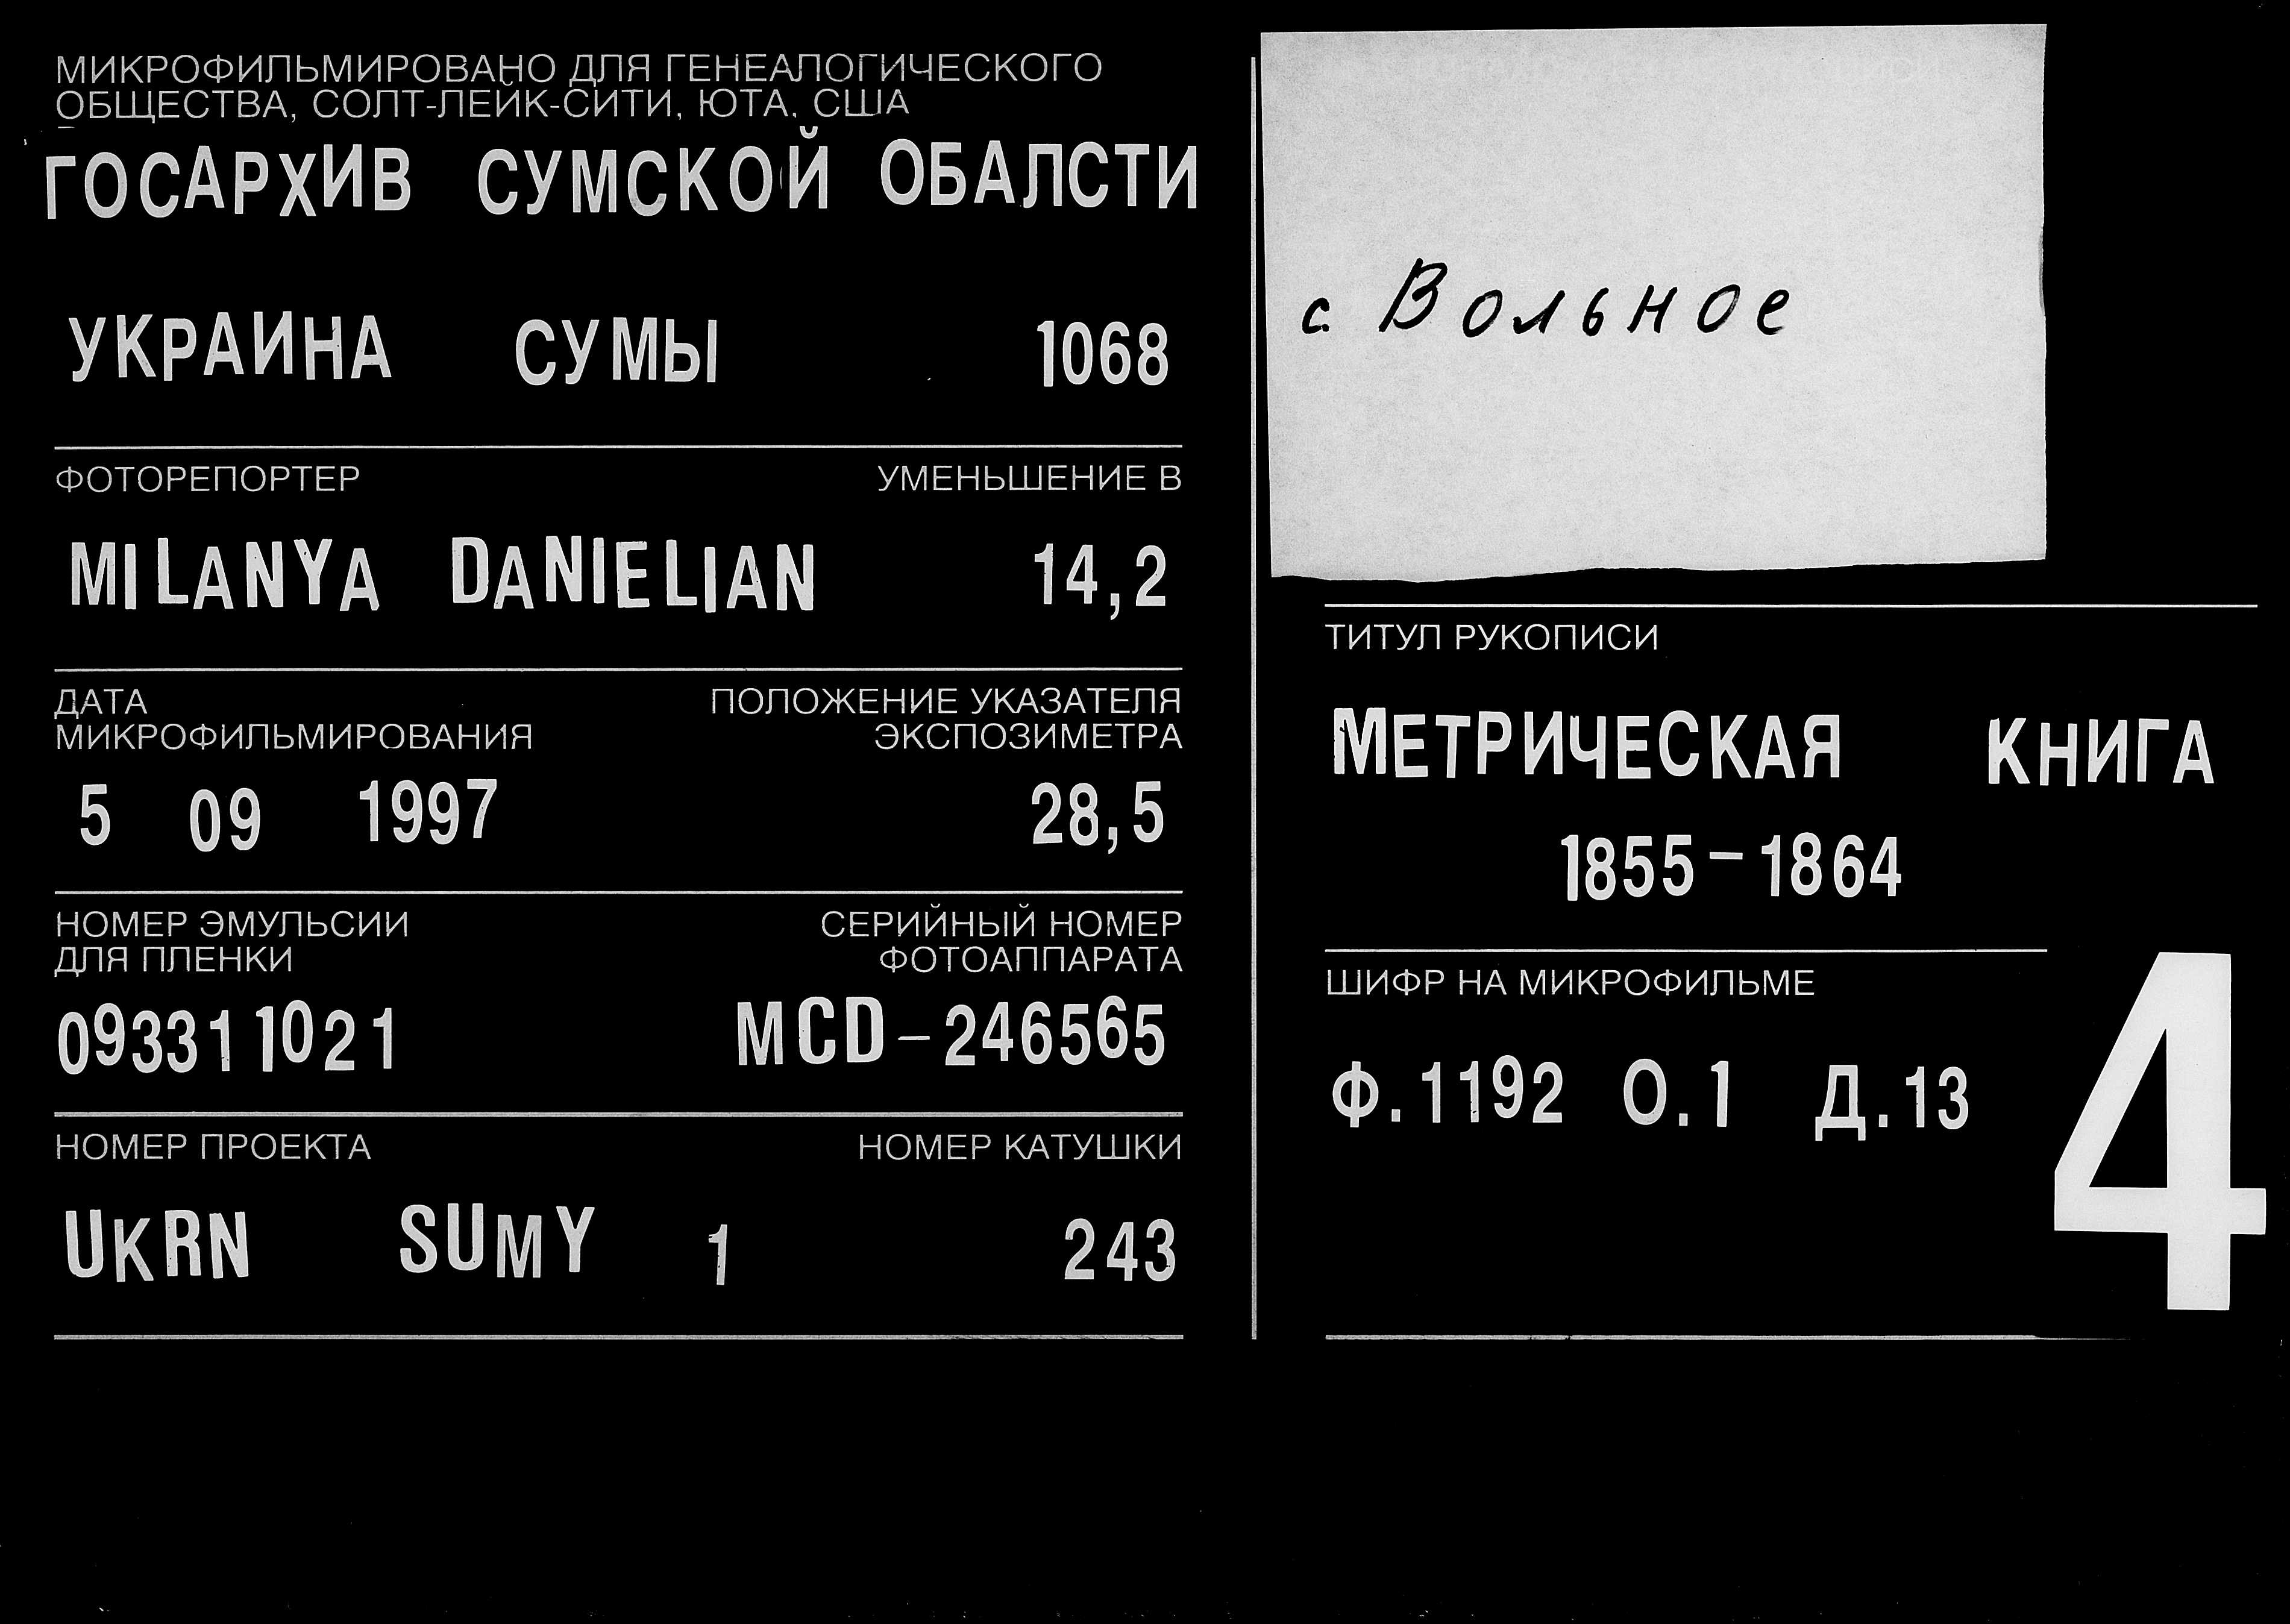 МИКРОФИЛЬМИРОВАНО ДЛЯ ГЕНЕАЛОГИЧЕСКОГО
ОБЩЕСТВА, СОЛТ-ЛЕЙК-СИТИ, ЮТА, США
ГОСАРХИВ СУМСКОЙ ОБАЛСТИ
УКРАИНА СУМЫ 1068
ФОТОРЕПОРТЕР УМЕНЬШЕНИЕ В
MILANYA DANIELIAN 14,2
ДАТА ПОЛОЖЕНИЕ УКАЗАТЕЛЯ
МИКРОФИЛЬМИРОВАНИЯ ЭКСПОЗИМЕТРА
5 09 1997 28,5
НОМЕР ЭМУЛЬСИИ СЕРИЙНЫЙ НОМЕР
ДЛЯ ПЛЕНКИ ФОТОАППАРАТА
093311021 MCD-246565
НОМЕР ПРОЕКТА НОМЕР КАТУШКИ
UKRN SUMY 1 243
с. Вольное
ТИТУЛ РУКОПИСИ
МЕТРИЧЕСКАЯ КНИГА
1855-1864
ШИФР НА МИКРОФИЛЬМЕ
Ф.1192 О.1 Д.13
4